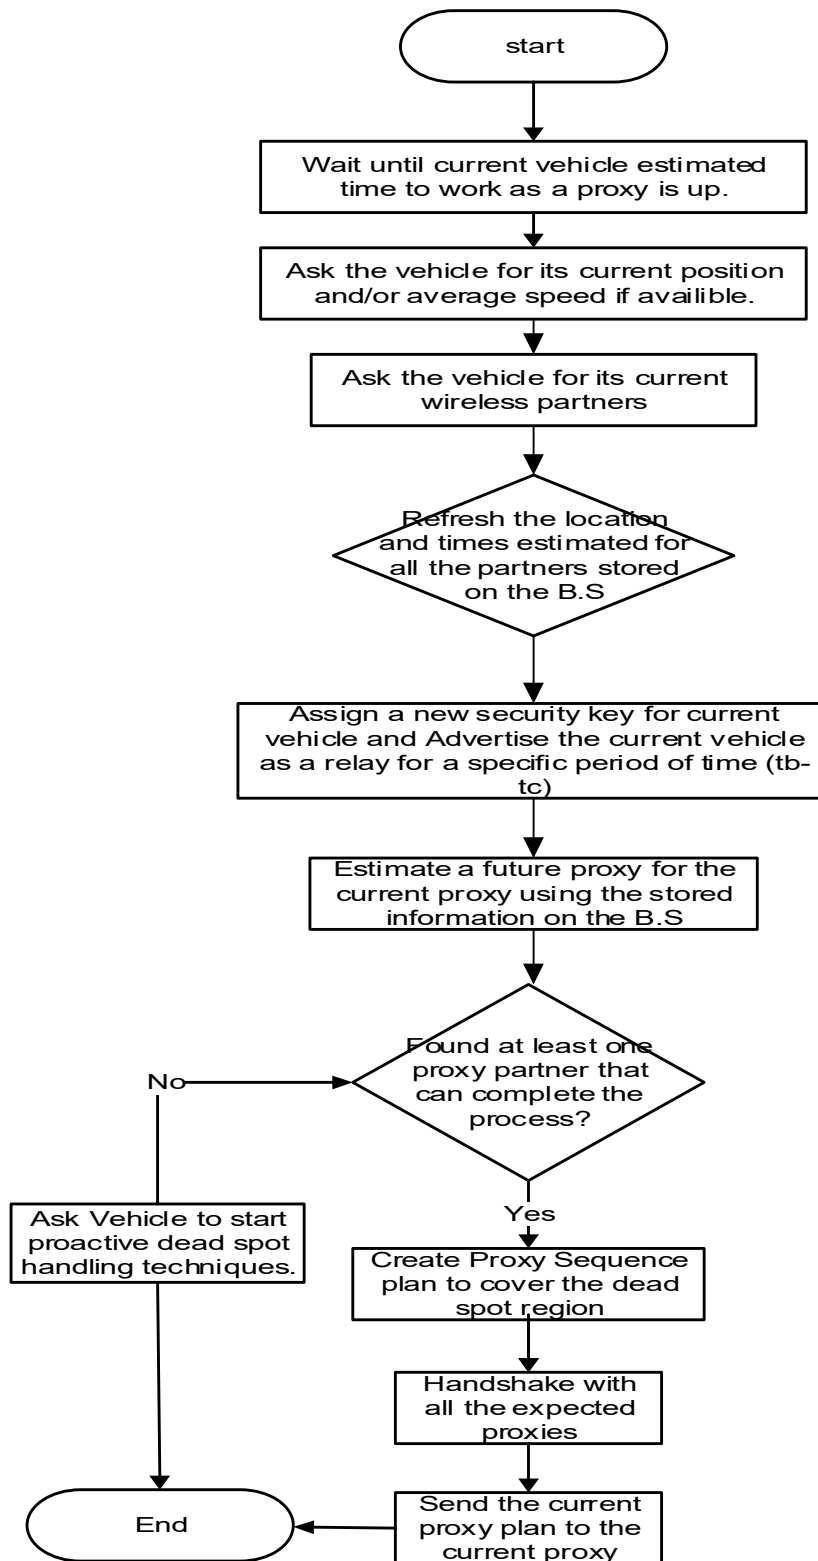 start
Wait until current vehicle estimated
time to work as a proxy is up.
Ask the vehicle for its current position
and/or average speed if availible.
Ask the vehicle for its current
wireless partners
Refresh the location
and times estimated for
all the partners stored
on the B.S
Assign a new security key for current
vehicle and Advertise the current vehicle
as a relay for a specific period of time (tb-
tc)
Estimate a future proxy for the
current proxy using the stored
information on the B.S
Found at least one
proxy partner that
can complete the
process?
No
Yes
Ask Vehicle to start
proactive dead spot
handling techniques.
Create Proxy Sequence
plan to cover the dead
spot region
Handshake with
all the expected
proxies
Send the current
proxy plan to the
current proxy
End